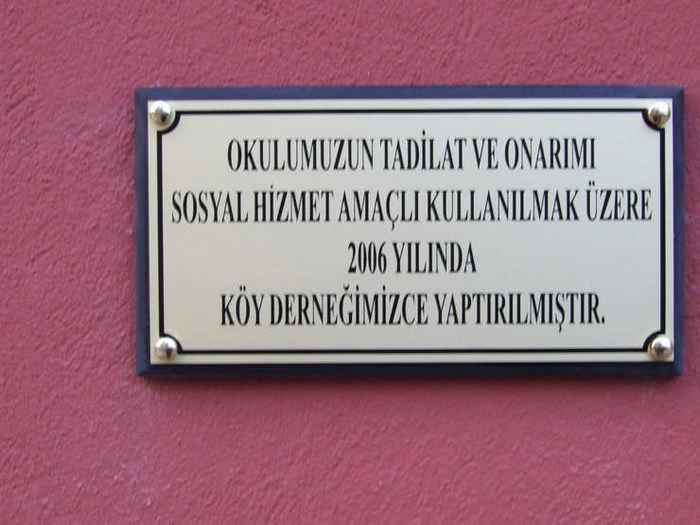 OKULUMUZUN TADİLAT VE ONARIMI
SOSYAL HİZMET AMAÇLI KULLANILMAK ÜZERE
2006 YILINDA
KÖY DERNEĞİMİZCE YAPTIRILMIŞTIR.